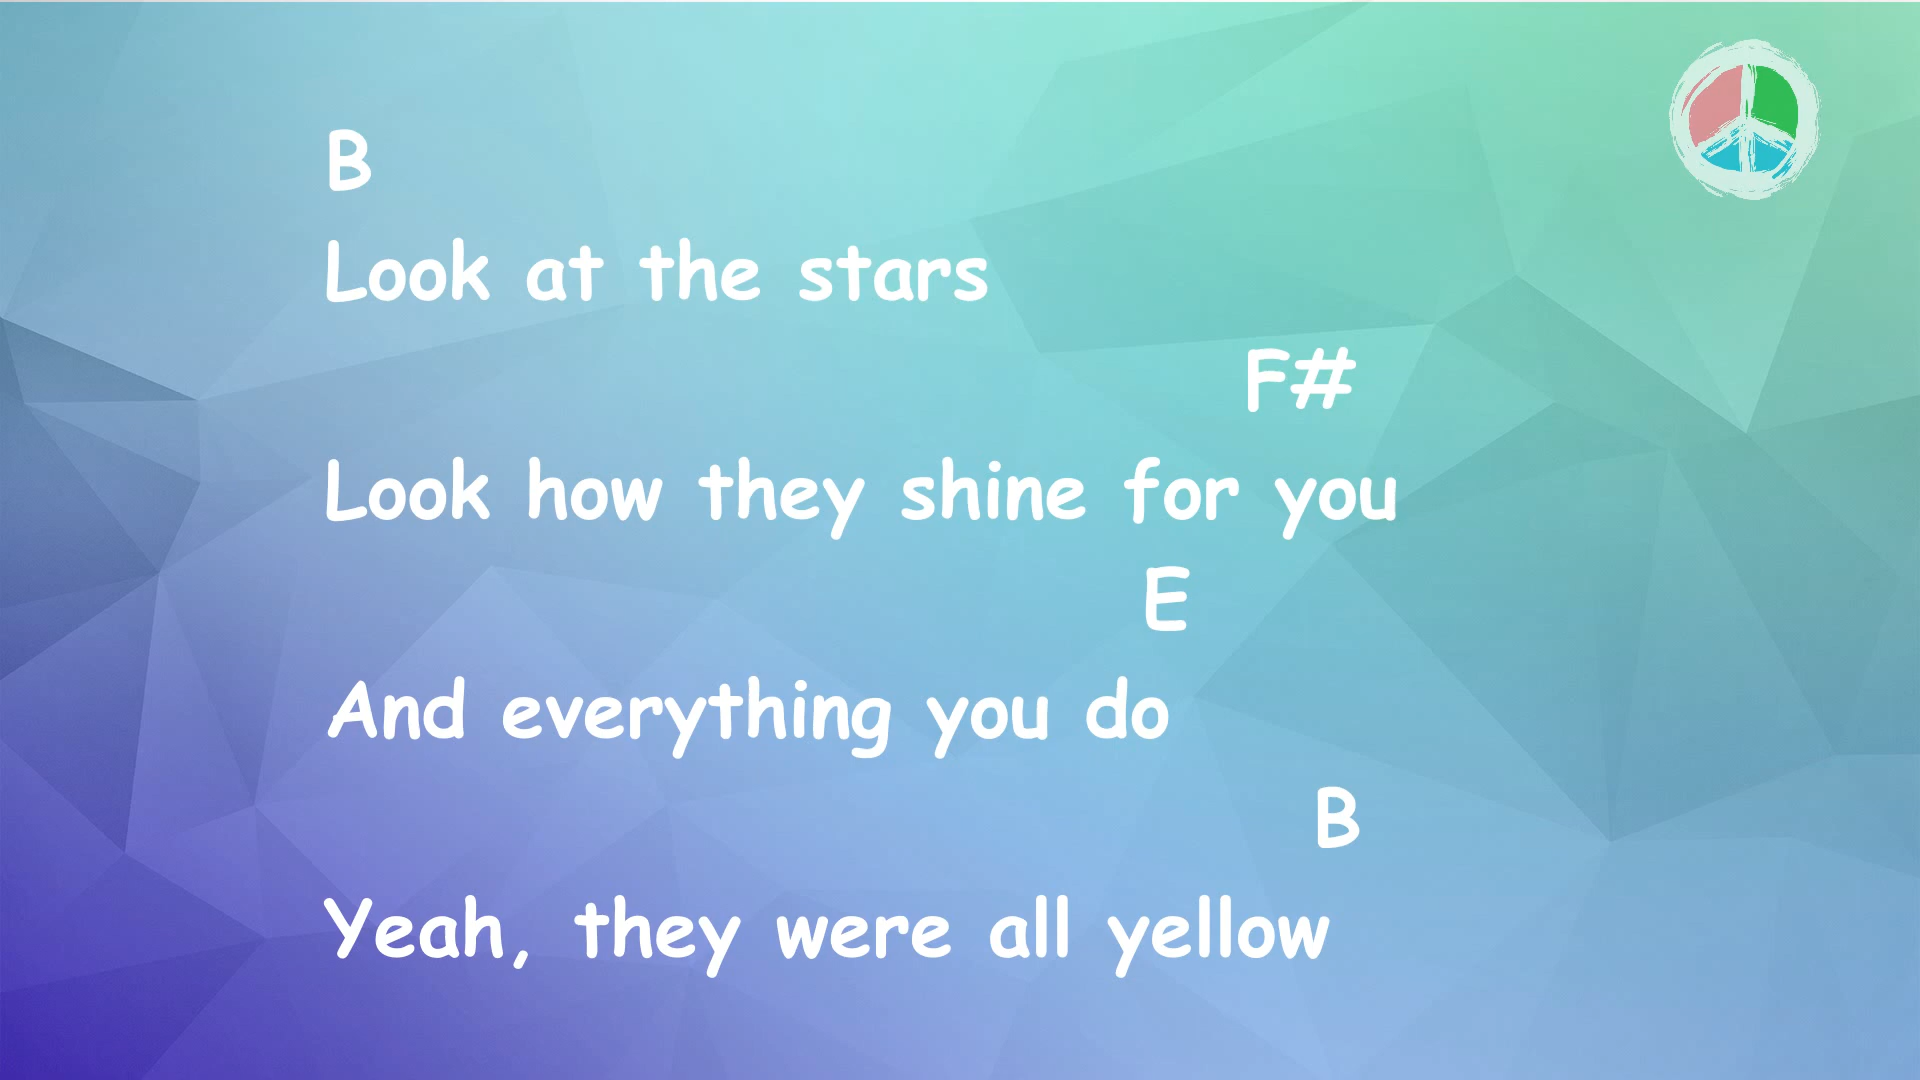 B
Look at the stars
F#
Look how they shine for you
E
And everything you do
B
Yeah, they were all yellow